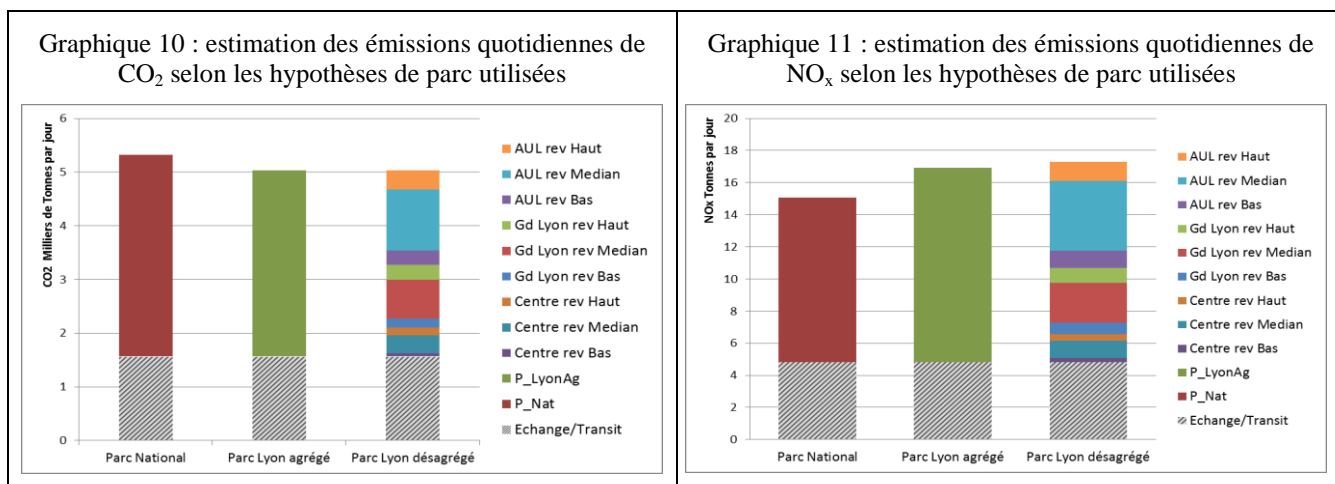 Graphique 10 : estimation des émissions quotidiennes de
CO₂ selon les hypothèses de parc utilisées
CO2 Milliers de Tonnes par jour
6
5
4
3
2
1
0
Parc National
Parc Lyon agrégé
Parc Lyon désagrégé
AUL rev Haut
AUL rev Median
AUL rev Bas
Gd Lyon rev Haut
Gd Lyon rev Median
Gd Lyon rev Bas
Centre rev Haut
Centre rev Median
Centre rev Bas
P_LyonAg
P_Nat
Echange/Transit
Graphique 11 : estimation des émissions quotidiennes de
NOₓ selon les hypothèses de parc utilisées
NOx Tonnes par jour
20
18
16
14
12
10
8
6
4
2
0
Parc National
Parc Lyon agrégé
Parc Lyon désagrégé
AUL rev Haut
AUL rev Median
AUL rev Bas
Gd Lyon rev Haut
Gd Lyon rev Median
Gd Lyon rev Bas
Centre rev Haut
Centre rev Median
Centre rev Bas
P_LyonAg
P_Nat
Echange/Transit